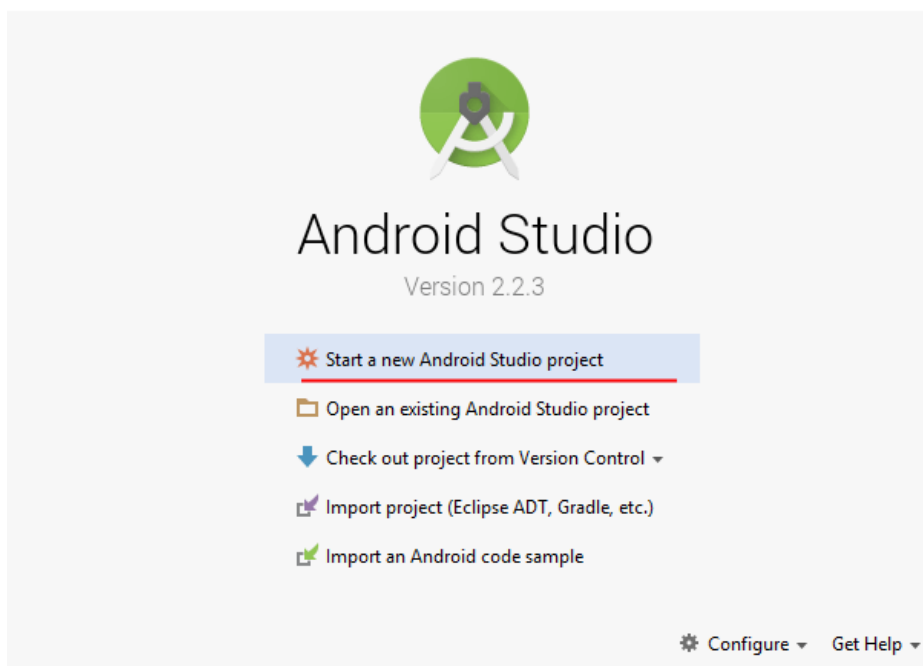 Android Studio
Version 2.2.3
Start a new Android Studio project
Open an existing Android Studio project
Check out project from Version Control
Import project (Eclipse ADT, Gradle, etc.)
Import an Android code sample
Configure Get Help